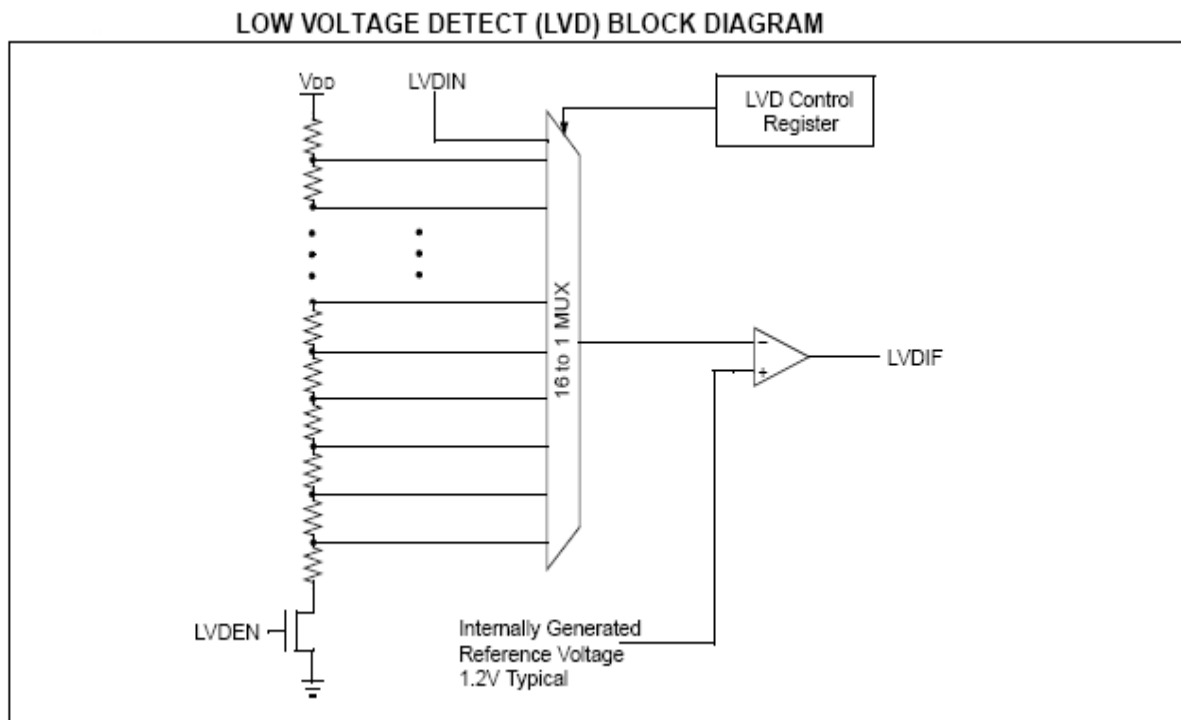 LOW VOLTAGE DETECT (LVD) BLOCK DIAGRAM
VDD
LVDIN
LVD Control
Register
16 to 1 MUX
−
+
LVDIF
LVDEN
Internally Generated
Reference Voltage
1.2V Typical